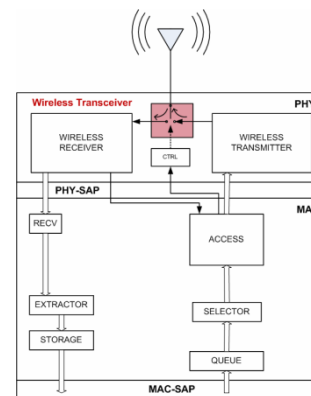 Wireless Transceiver
PHY
WIRELESS
RECEIVER
WIRELESS
TRANSMITTER
CTRL
PHY-SAP
MA
RECV
ACCESS
EXTRACTOR
SELECTOR
STORAGE
QUEUE
MAC-SAP